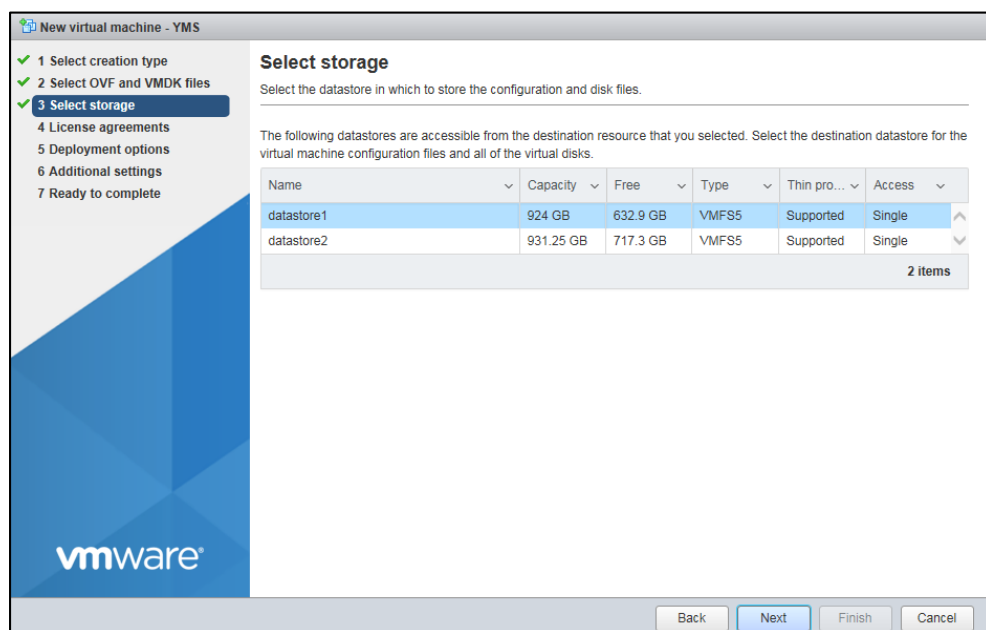 New virtual machine - YMS
1 Select creation type
2 Select OVF and VMDK files
3 Select storage
4 License agreements
5 Deployment options
6 Additional settings
7 Ready to complete
vmware®
Select storage
Select the datastore in which to store the configuration and disk files.
The following datastores are accessible from the destination resource that you selected. Select the destination datastore for the
virtual machine configuration files and all of the virtual disks.
Name Capacity Free Type Thin pro... Access
datastore1 924 GB 632.9 GB VMFS5 Supported Single
datastore2 931.25 GB 717.3 GB VMFS5 Supported Single
2 items
Back Next Finish Cancel